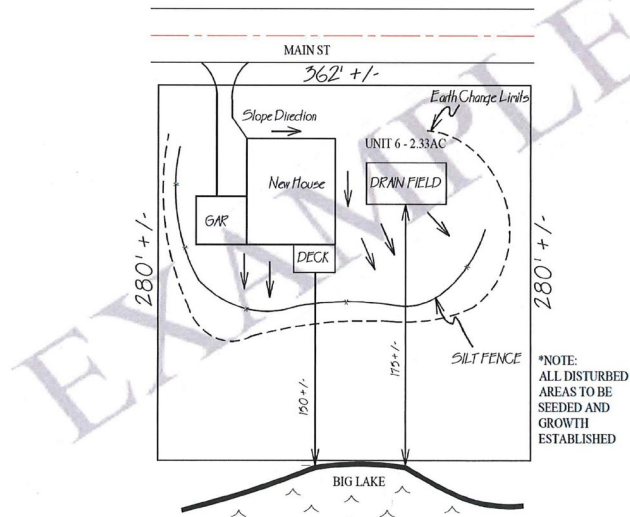 MAIN ST
362' +/-
Earth Change Limits
Slope Direction
UNIT 6 - 2.33AC
New House
DRAIN FIELD
GAR
DECK
280' +/-
280' +/-
SILT FENCE
150 +/-
175 +/-
*NOTE:
ALL DISTURBED
AREAS TO BE
SEEDED AND
GROWTH
ESTABLISHED
BIG LAKE
EXAMPLE